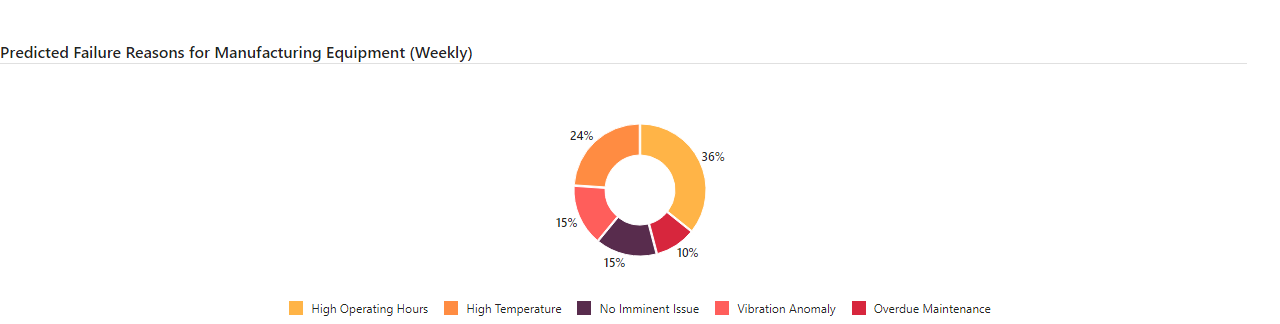 Predicted Failure Reasons for Manufacturing Equipment (Weekly)
24%
36%
15%
15%
10%
High Operating Hours High Temperature No Imminent Issue Vibration Anomaly Overdue Maintenance